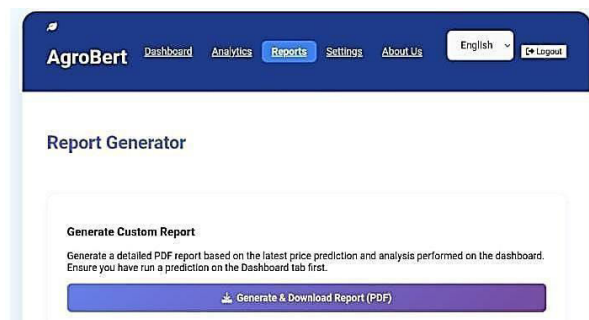 AgroBert
Dashboard Analytics Reports Settings About Us
English
Logout
Report Generator
Generate Custom Report
Generate a detailed PDF report based on the latest price prediction and analysis performed on the dashboard.
Ensure you have run a prediction on the Dashboard tab first.
Generate & Download Report (PDF)